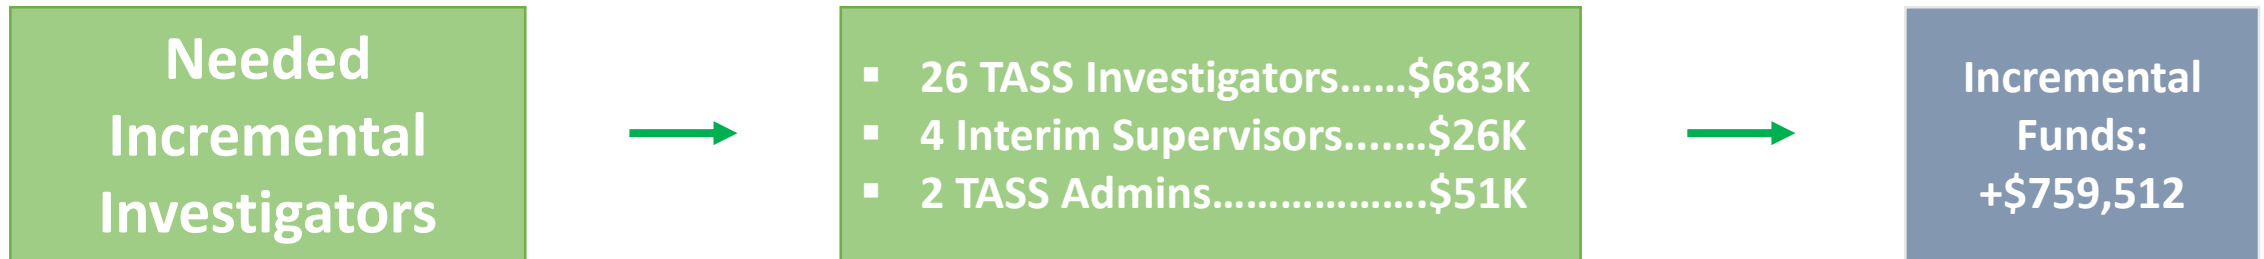 Needed
Incremental
Investigators
▪ 26 TASS Investigators……$683K
▪ 4 Interim Supervisors....…$26K
▪ 2 TASS Admins……………….…$51K
Incremental
Funds:
+$759,512